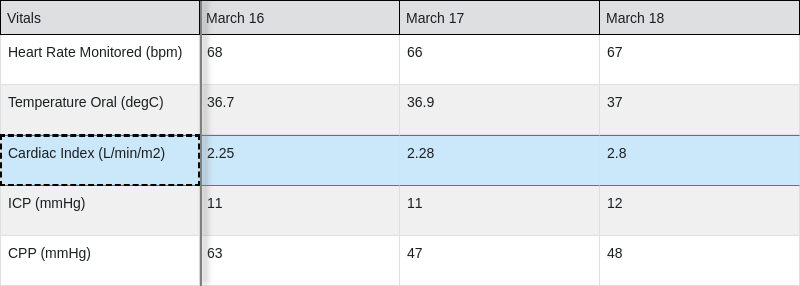 Vitals March 16 March 17 March 18
Heart Rate Monitored (bpm) 68 66 67
Temperature Oral (degC) 36.7 36.9 37
Cardiac Index (L/min/m2) 2.25 2.28 2.8
ICP (mmHg) 11 11 12
CPP (mmHg) 63 47 48